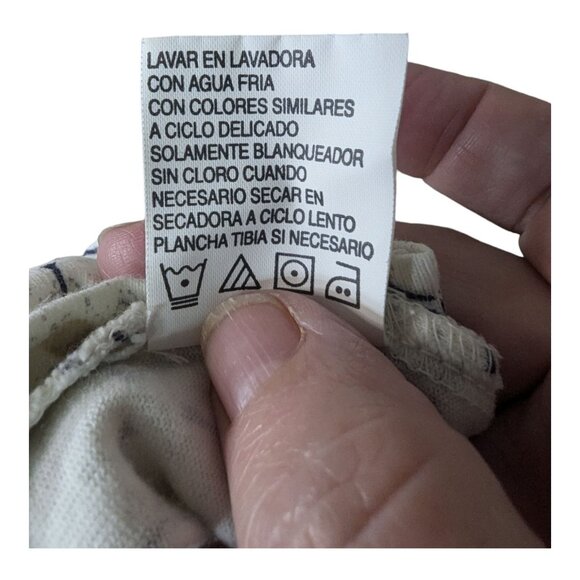 LAVAR EN LAVADORA
CON AGUA FRIA
CON COLORES SIMILARES
A CICLO DELICADO
SOLAMENTE BLANQUEADOR
SIN CLORO CUANDO
NECESARIO SECAR EN
SECADORA A CICLO LENTO
PLANCHA TIBIA SI NECESARIO